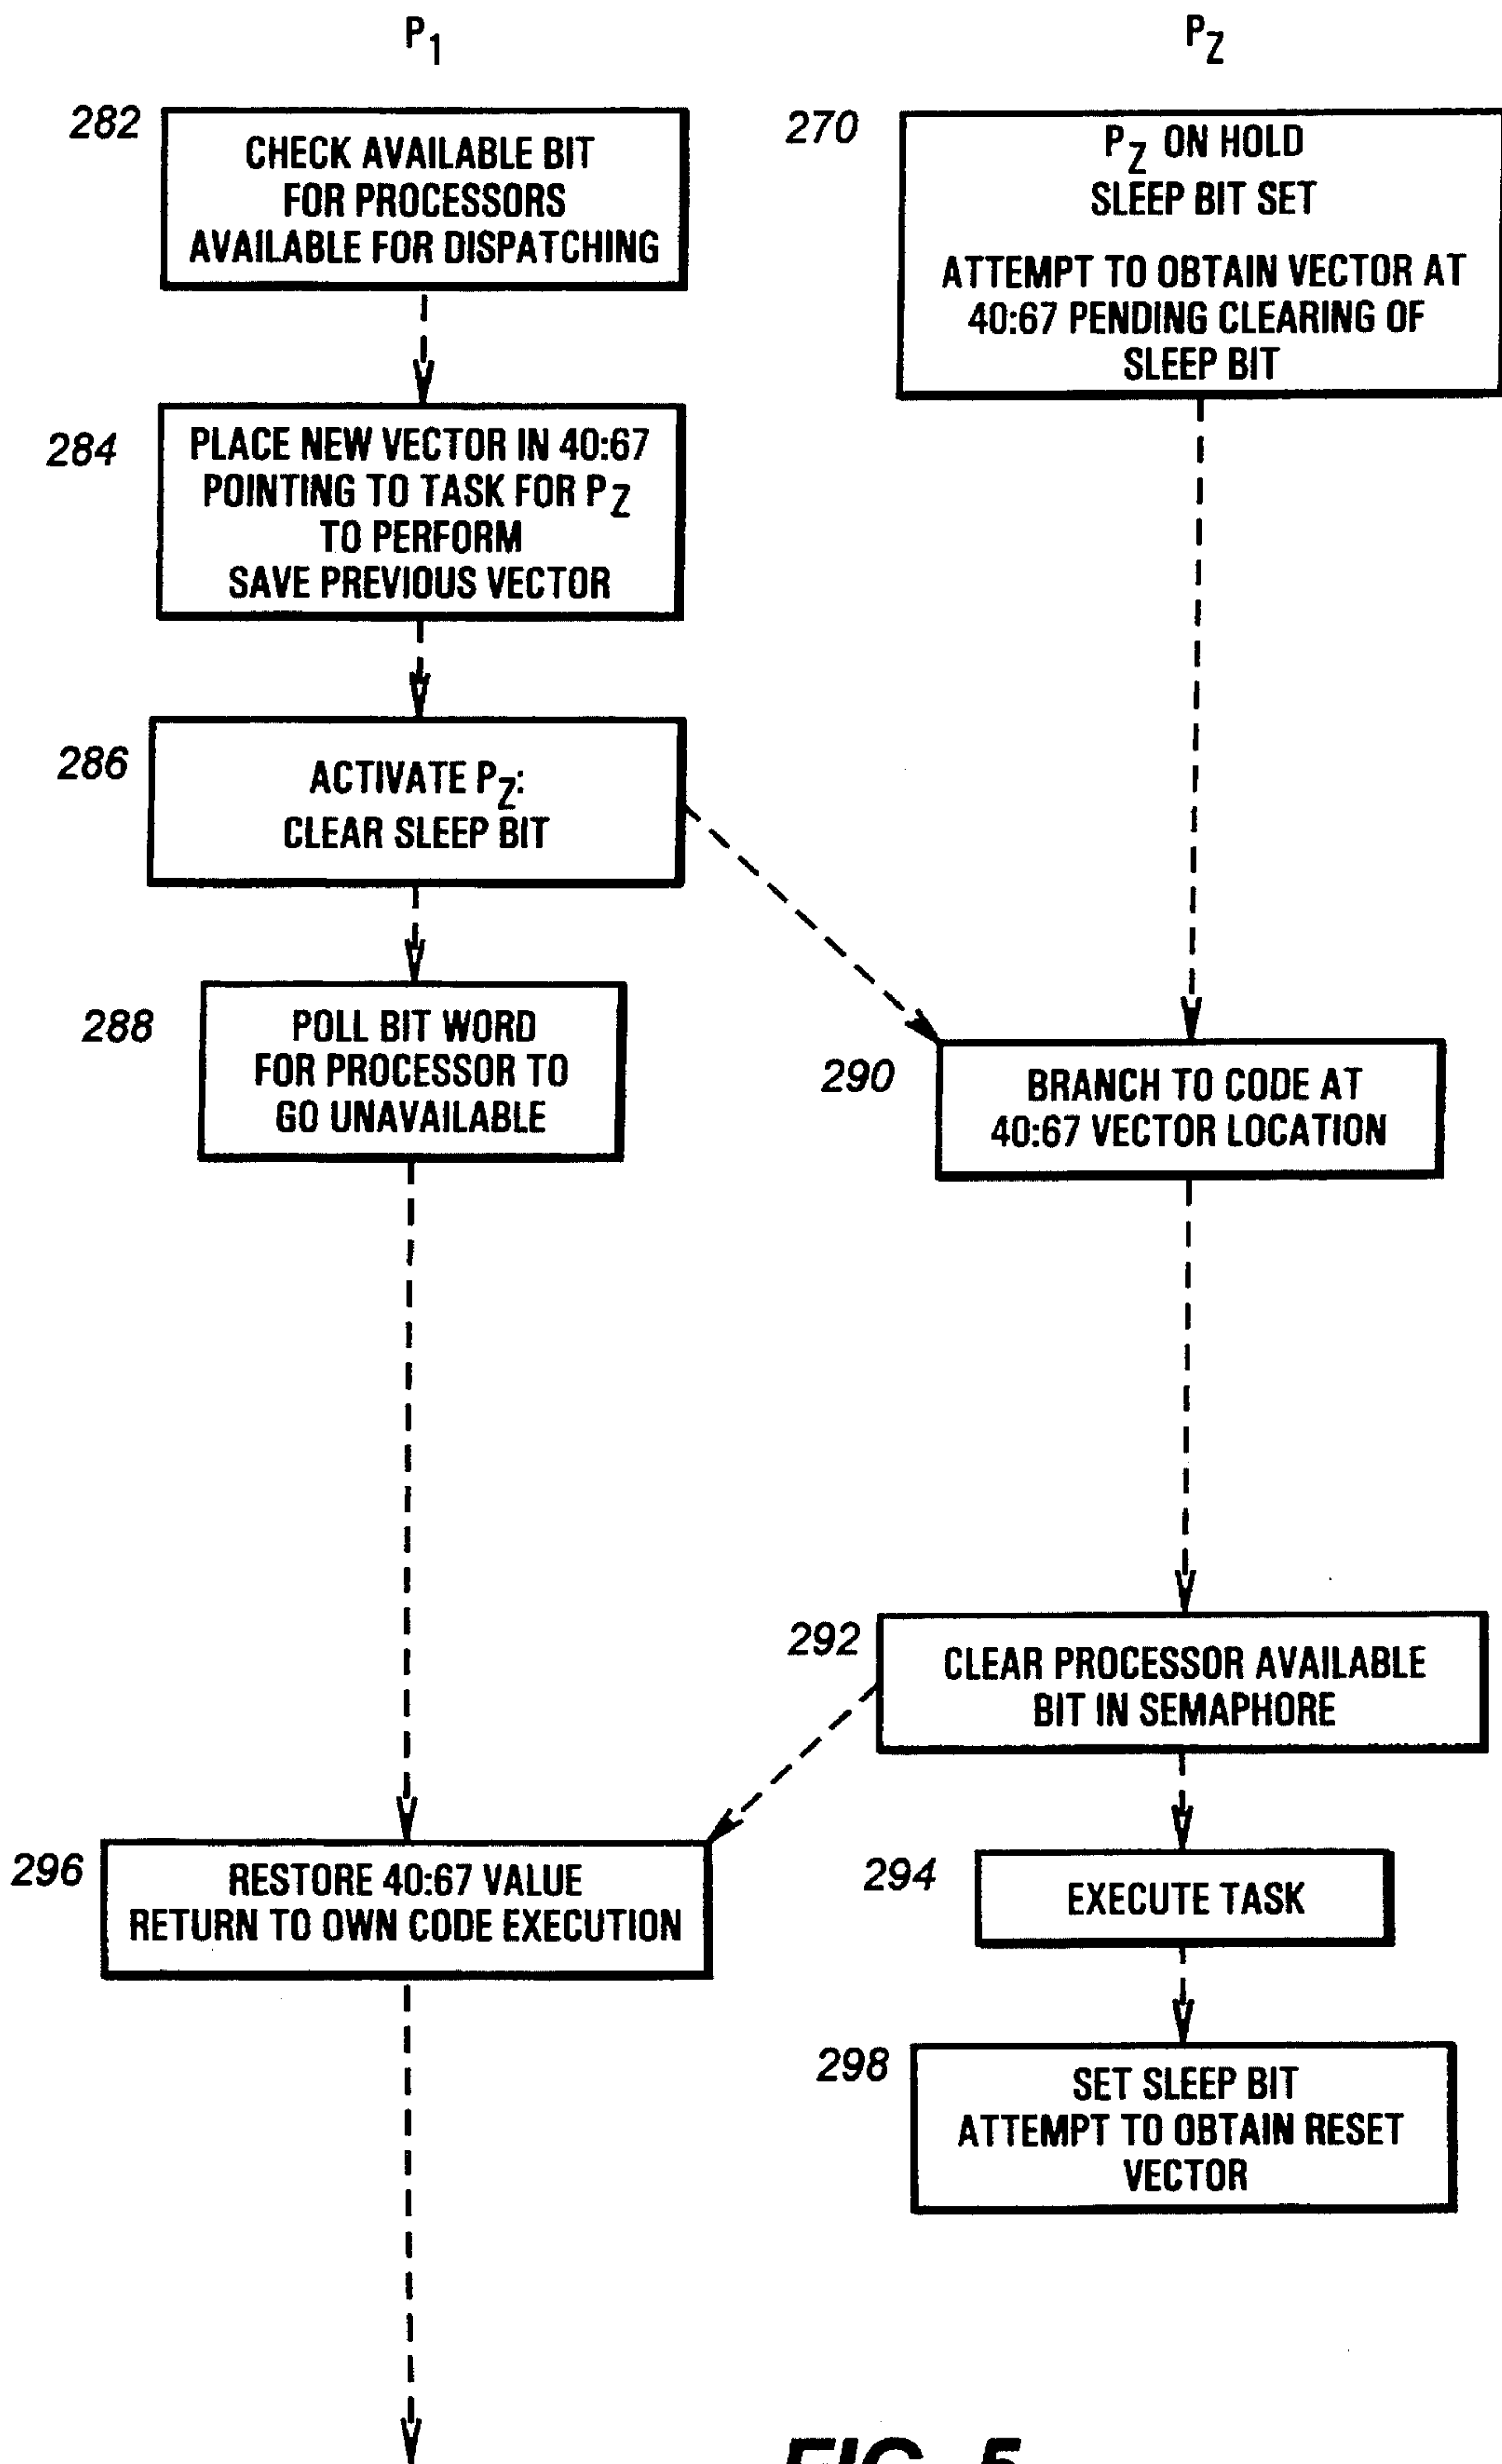 P1
PZ
282
CHECK AVAILABLE BIT
FOR PROCESSORS
AVAILABLE FOR DISPATCHING
270
PZ ON HOLD
SLEEP BIT SET
ATTEMPT TO OBTAIN VECTOR AT
40:67 PENDING CLEARING OF
SLEEP BIT
284
PLACE NEW VECTOR IN 40:67
POINTING TO TASK FOR PZ
TO PERFORM
SAVE PREVIOUS VECTOR
286
ACTIVATE PZ:
CLEAR SLEEP BIT
288
POLL BIT WORD
FOR PROCESSOR TO
GO UNAVAILABLE
290
BRANCH TO CODE AT
40:67 VECTOR LOCATION
292
CLEAR PROCESSOR AVAILABLE
BIT IN SEMAPHORE
296
RESTORE 40:67 VALUE
RETURN TO OWN CODE EXECUTION
294
EXECUTE TASK
298
SET SLEEP BIT
ATTEMPT TO OBTAIN RESET
VECTOR
FIG. 5